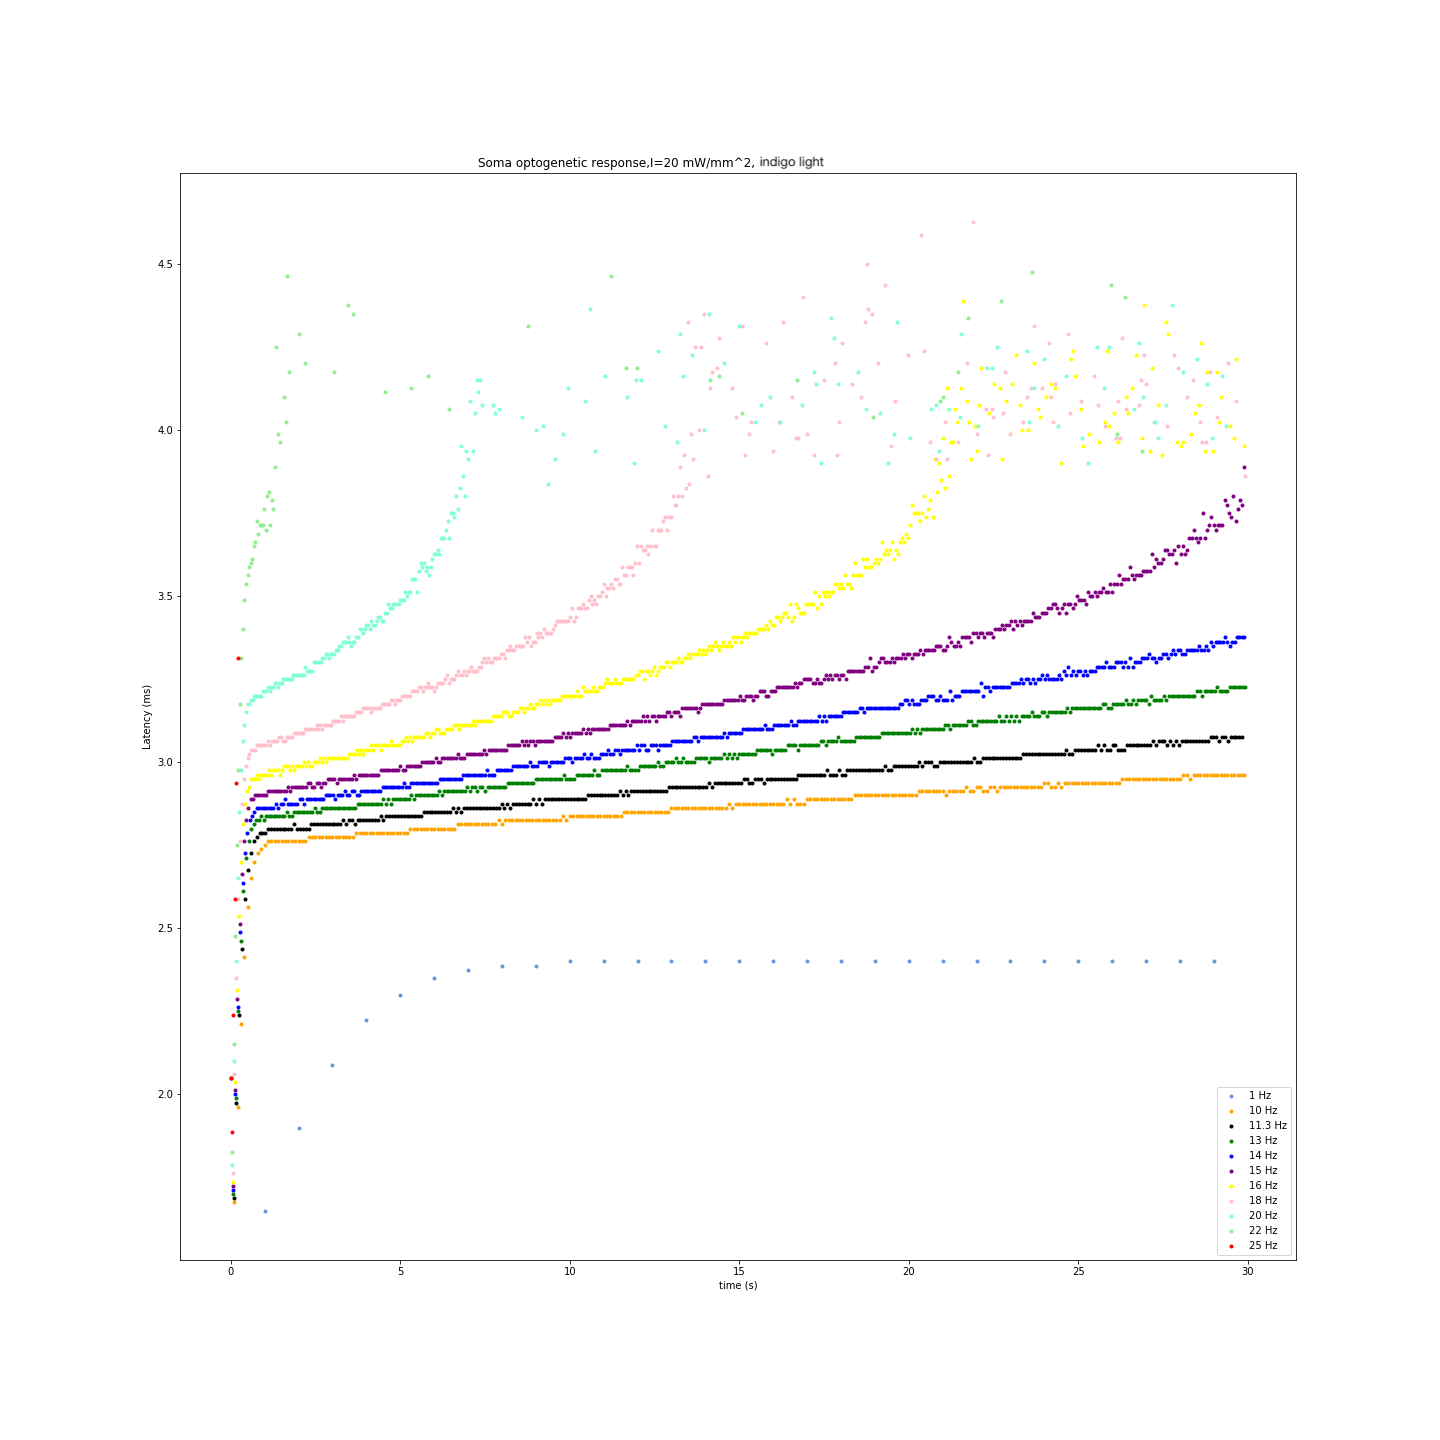 Soma optogenetic response,I=20 mW/mm^2, indigo light
Latency (ms)
4.5
4.0
3.5
3.0
2.5
2.0
0 5 10 15 20 25 30
time (s)
1 Hz
10 Hz
11.3 Hz
13 Hz
14 Hz
15 Hz
16 Hz
18 Hz
20 Hz
22 Hz
25 Hz